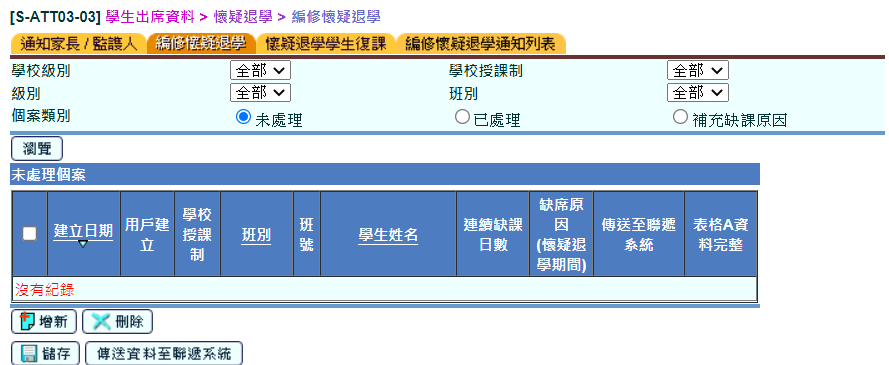 [S-ATT03-03] 學生出席資料 > 懷疑退學 > 編修懷疑退學
通知家長 / 監護人 編修懷疑退學 懷疑退學學生復課 編修懷疑退學通知列表
學校級別 全部 學校授課制 全部
級別 全部 班別 全部
個案類別 未處理 已處理 補充缺課原因
瀏覽
未處理個案
建立日期 用戶建立 學校授課制 班別 班號 學生姓名 連續缺課日數 缺席原因(懷疑退學期間) 傳送至聯遞系統 表格A資料完整
沒有紀錄
增新 刪除
儲存 傳送資料至聯遞系統